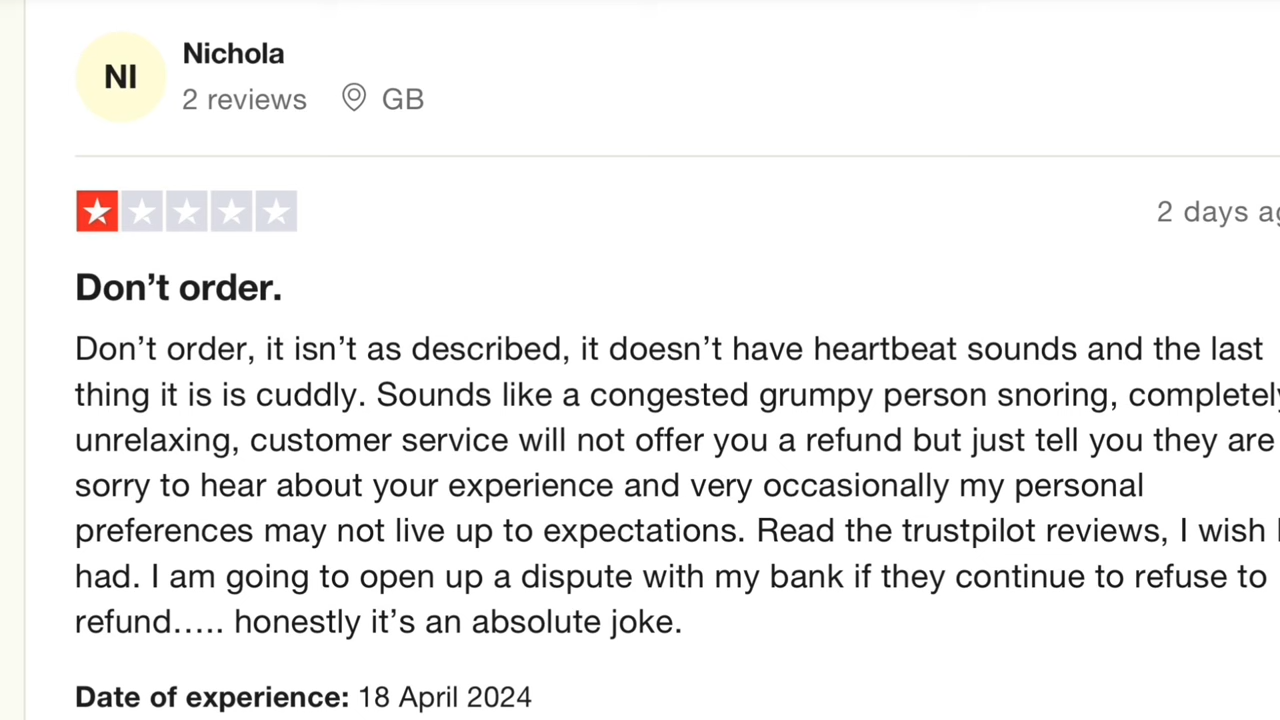 NI
Nichola
2 reviews GB
2 days
Don’t order.
Don’t order, it isn’t as described, it doesn’t have heartbeat sounds and the last
thing it is is cuddly. Sounds like a congested grumpy person snoring, completely
unrelaxing, customer service will not offer you a refund but just tell you they are
sorry to hear about your experience and very occasionally my personal
preferences may not live up to expectations. Read the trustpilot reviews, I wish I
had. I am going to open up a dispute with my bank if they continue to refuse to
refund..... honestly it’s an absolute joke.
Date of experience: 18 April 2024